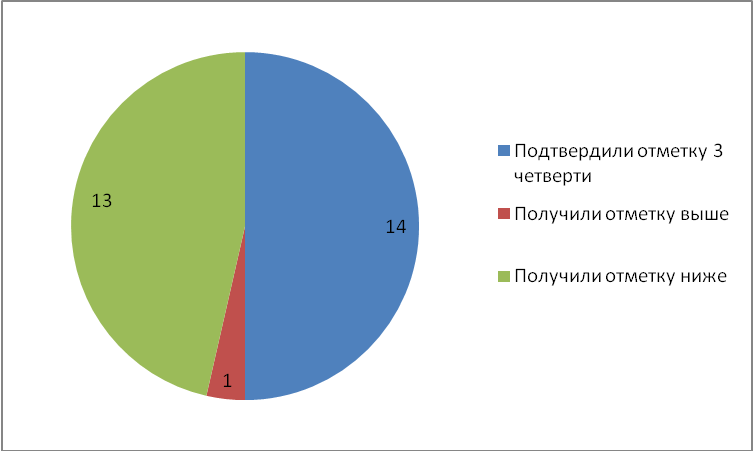 13
14
1
Подтвердили отметку 3
четверти
Получили отметку выше
Получили отметку ниже